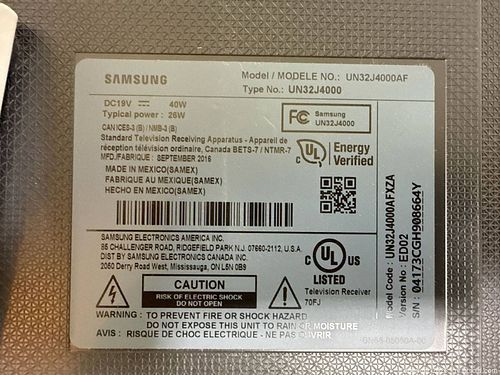 SAMSUNG
Model / MODELE NO.: UN32J4000AF
Type No.: UN32J4000
DC19V 40W
Typical power : 26W
FC Samsung
UN32J4000
CAN ICES-3 (B) / NMB-3 (B)
Standard Television Receiving Apparatus - Appareil de
réception télévision ordinaire, Canada BETS-7 / NTMR-7
MFD./FABRIQUE : SEPTEMBER 2016
UL Energy
Verified
MADE IN MEXICO(SAMEX)
FABRIQUE AU MEXIQUE(SAMEX)
HECHO EN MEXICO(SAMEX)
SAMSUNG ELECTRONICS AMERICA INC.
85 CHALLENGER ROAD, RIDGEFIELD PARK N.J. 07660-2112, U.S.A.
DIST BY SAMSUNG ELECTRONICS CANADA INC.
2050 Derry Road West, Mississauga, ON L5N 0B9
C UL US
LISTED
Television Receiver
70FJ
CAUTION
RISK OF ELECTRIC SHOCK
DO NOT OPEN
WARNING : TO PREVENT FIRE OR SHOCK HAZARD
DO NOT EXPOSE THIS UNIT TO RAIN OR MOISTURE
AVIS : RISQUE DE CHOC ELECTRIQUE - NE PAS OUVRIR
Model Code : UN32J4000AFXZA
Version No : ED02
S/N : 04173CGH908664Y